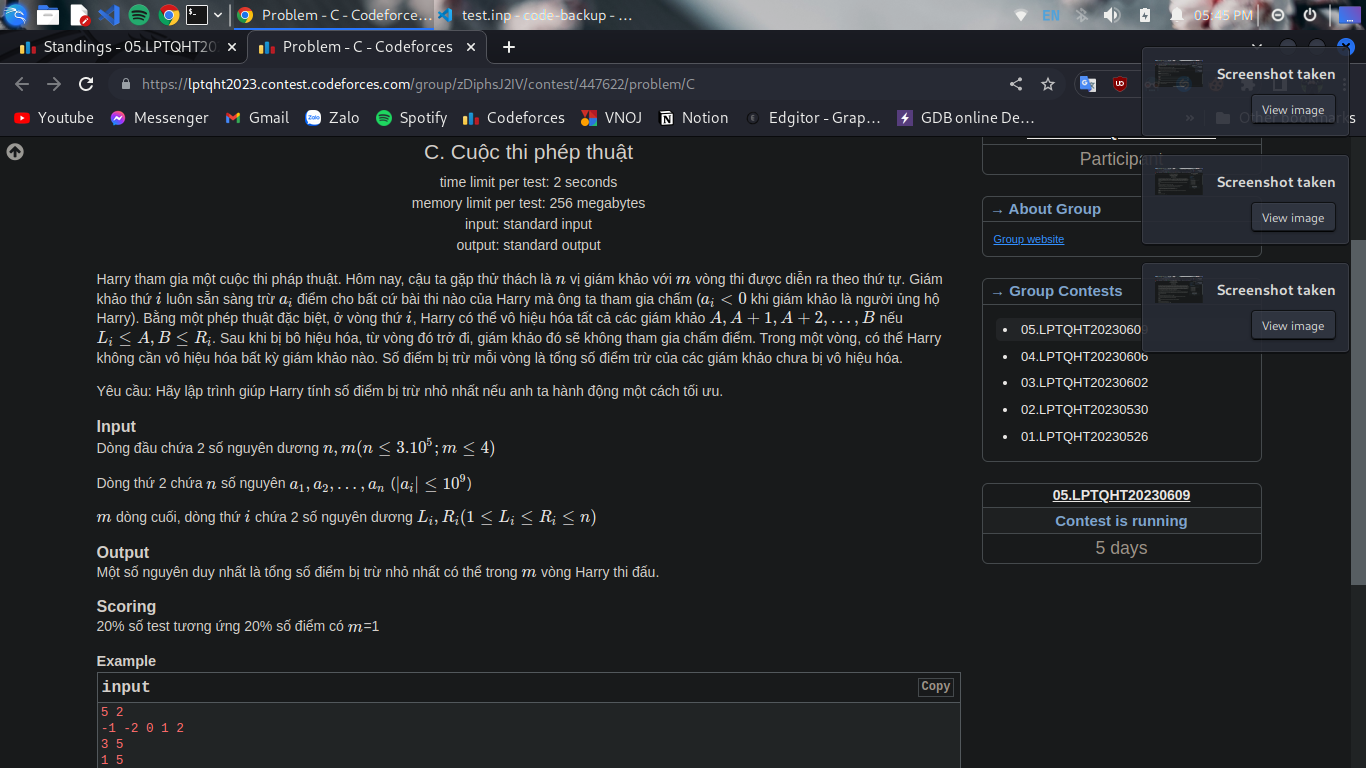 Problem - C - Codeforce…
test.inp - code-backup - …
EN
05:45 PM
Standings - 05.LPTQHT20
Problem - C - Codeforces
https://lptqht2023.contest.codeforces.com/group/zDiphsJ2IV/contest/447622/problem/C
Youtube
Messenger
Gmail
Zalo
Spotify
Codeforces
VNOJ
Notion
Edgitor - Grap…
GDB online De…
Other bookmarks
Screenshot taken
View image
Screenshot taken
View image
Screenshot taken
View image
C. Cuộc thi phép thuật
time limit per test: 2 seconds
memory limit per test: 256 megabytes
input: standard input
output: standard output
Harry tham gia một cuộc thi pháp thuật. Hôm nay, cậu ta gặp thử thách là n vị giám khảo với m vòng thi được diễn ra theo thứ tự. Giám
khảo thứ i luôn sẵn sàng trừ a_i điểm cho bất cứ bài thi nào của Harry mà ông ta tham gia chấm (a_i < 0 khi giám khảo là người ủng hộ
Harry). Bằng một phép thuật đặc biệt, ở vòng thứ i, Harry có thể vô hiệu hóa tất cả các giám khảo A, A + 1, A + 2, . . . , B nếu
L_i ≤ A, B ≤ R_i. Sau khi bị bô hiệu hóa, từ vòng đó trở đi, giám khảo đó sẽ không tham gia chấm điểm. Trong một vòng, có thể Harry
không cần vô hiệu hóa bất kỳ giám khảo nào. Số điểm bị trừ mỗi vòng là tổng số điểm trừ của các giám khảo chưa bị vô hiệu hóa.
Yêu cầu: Hãy lập trình giúp Harry tính số điểm bị trừ nhỏ nhất nếu anh ta hành động một cách tối ưu.
Input
Dòng đầu chứa 2 số nguyên dương n, m(n ≤ 3.10^5; m ≤ 4)
Dòng thứ 2 chứa n số nguyên a_1, a_2, . . . , a_n (|a_i| ≤ 10^9)
m dòng cuối, dòng thứ i chứa 2 số nguyên dương L_i, R_i(1 ≤ L_i ≤ R_i ≤ n)
Output
Một số nguyên duy nhất là tổng số điểm bị trừ nhỏ nhất có thể trong m vòng Harry thi đấu.
Scoring
20% số test tương ứng 20% số điểm có m=1
Example
input
Copy
5 2
-1 -2 0 1 2
3 5
1 5
Participant
→ About Group
Group website
→ Group Contests
05.LPTQHT20230609
04.LPTQHT20230606
03.LPTQHT20230602
02.LPTQHT20230530
01.LPTQHT20230526
05.LPTQHT20230609
Contest is running
5 days